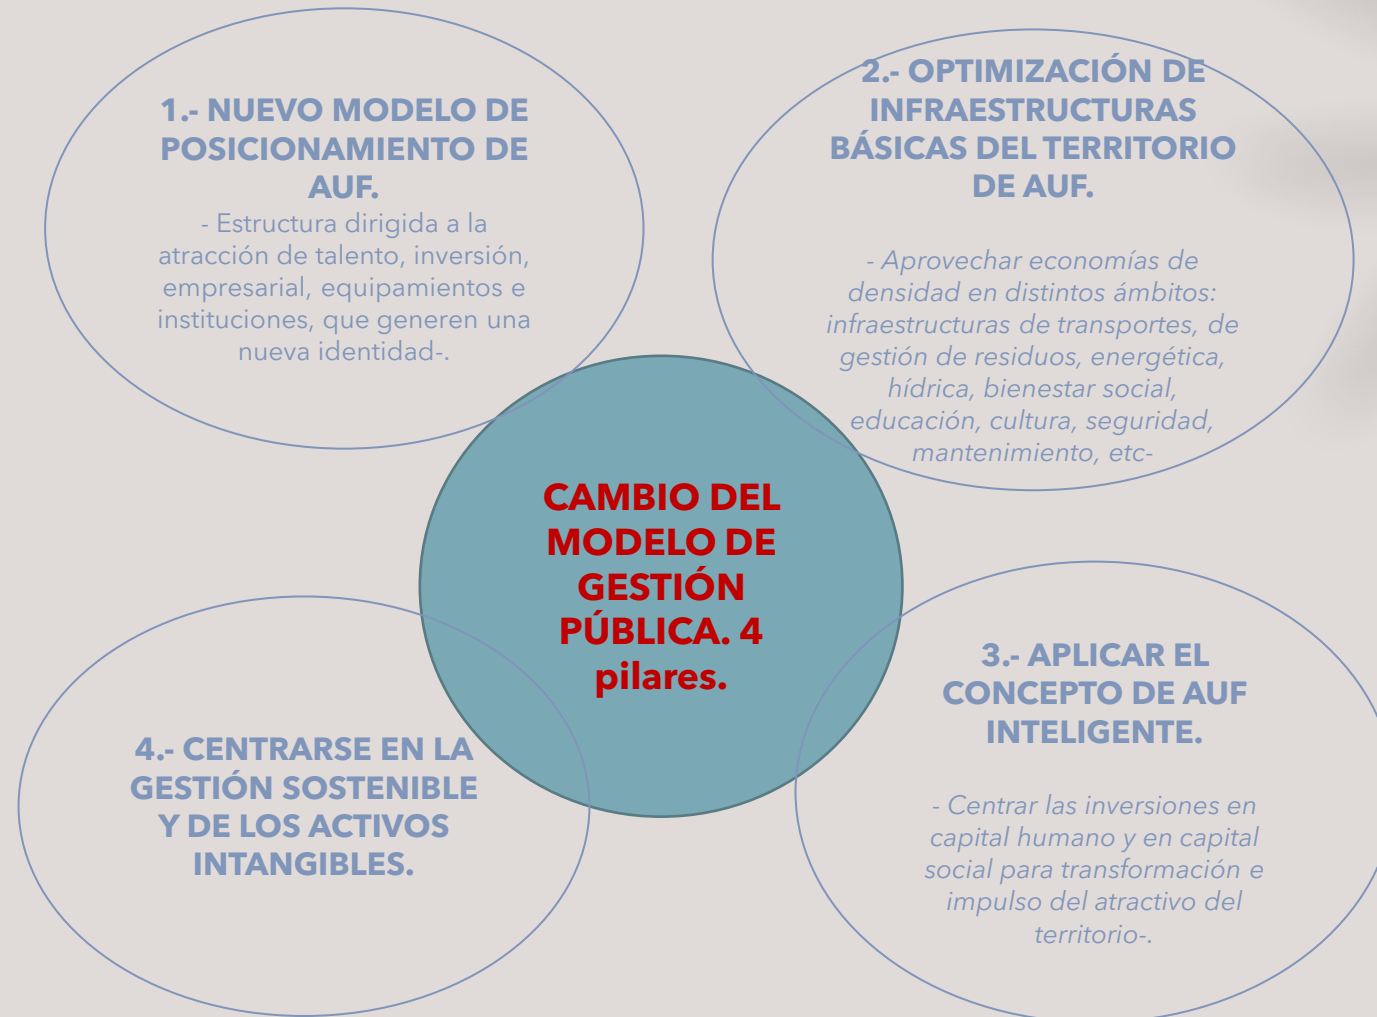 1.- NUEVO MODELO DE
POSICIONAMIENTO DE
AUF.
- Estructura dirigida a la
atracción de talento, inversión,
empresarial, equipamientos e
instituciones, que generen una
nueva identidad-.
2.- OPTIMIZACIÓN DE
INFRAESTRUCTURAS
BÁSICAS DEL TERRITORIO
DE AUF.
- Aprovechar economías de
densidad en distintos ámbitos:
infraestructuras de transportes, de
gestión de residuos, energética,
hídrica, bienestar social,
educación, cultura, seguridad,
mantenimiento, etc-
CAMBIO DEL
MODELO DE
GESTIÓN
PÚBLICA. 4
pilares.
3.- APLICAR EL
CONCEPTO DE AUF
INTELIGENTE.
- Centrar las inversiones en
capital humano y en capital
social para transformación e
impulso del atractivo del
territorio-.
4.- CENTRARSE EN LA
GESTIÓN SOSTENIBLE
Y DE LOS ACTIVOS
INTANGIBLES.